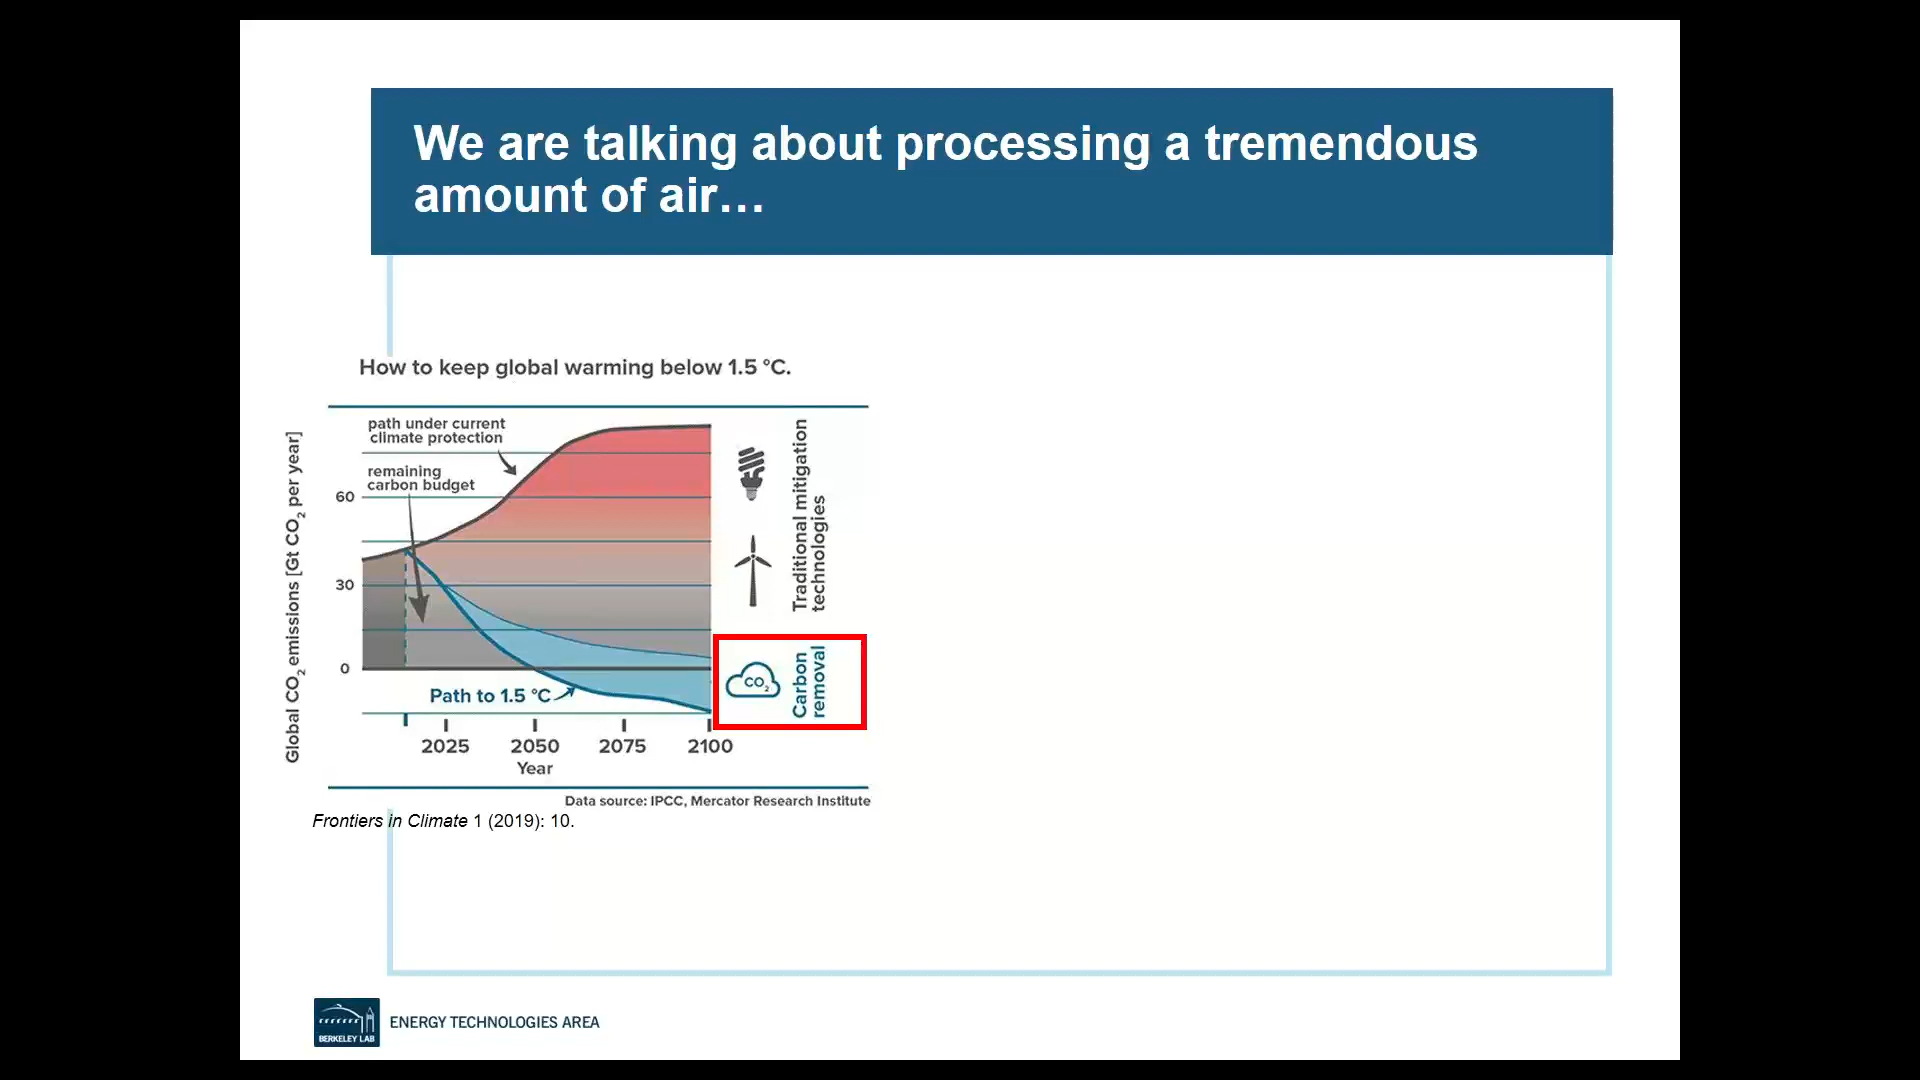 We are talking about processing a tremendous
amount of air…
How to keep global warming below 1.5 °C.
path under current
climate protection
remaining
carbon budget
Global CO₂ emissions [Gt CO₂ per year]
60
30
0
Path to 1.5 °C
2025 2050 2075 2100
Year
Traditional mitigation
technologies
CO₂
Carbon
removal
Data source: IPCC, Mercator Research Institute
Frontiers in Climate 1 (2019): 10.
BERKELEY LAB
ENERGY TECHNOLOGIES AREA